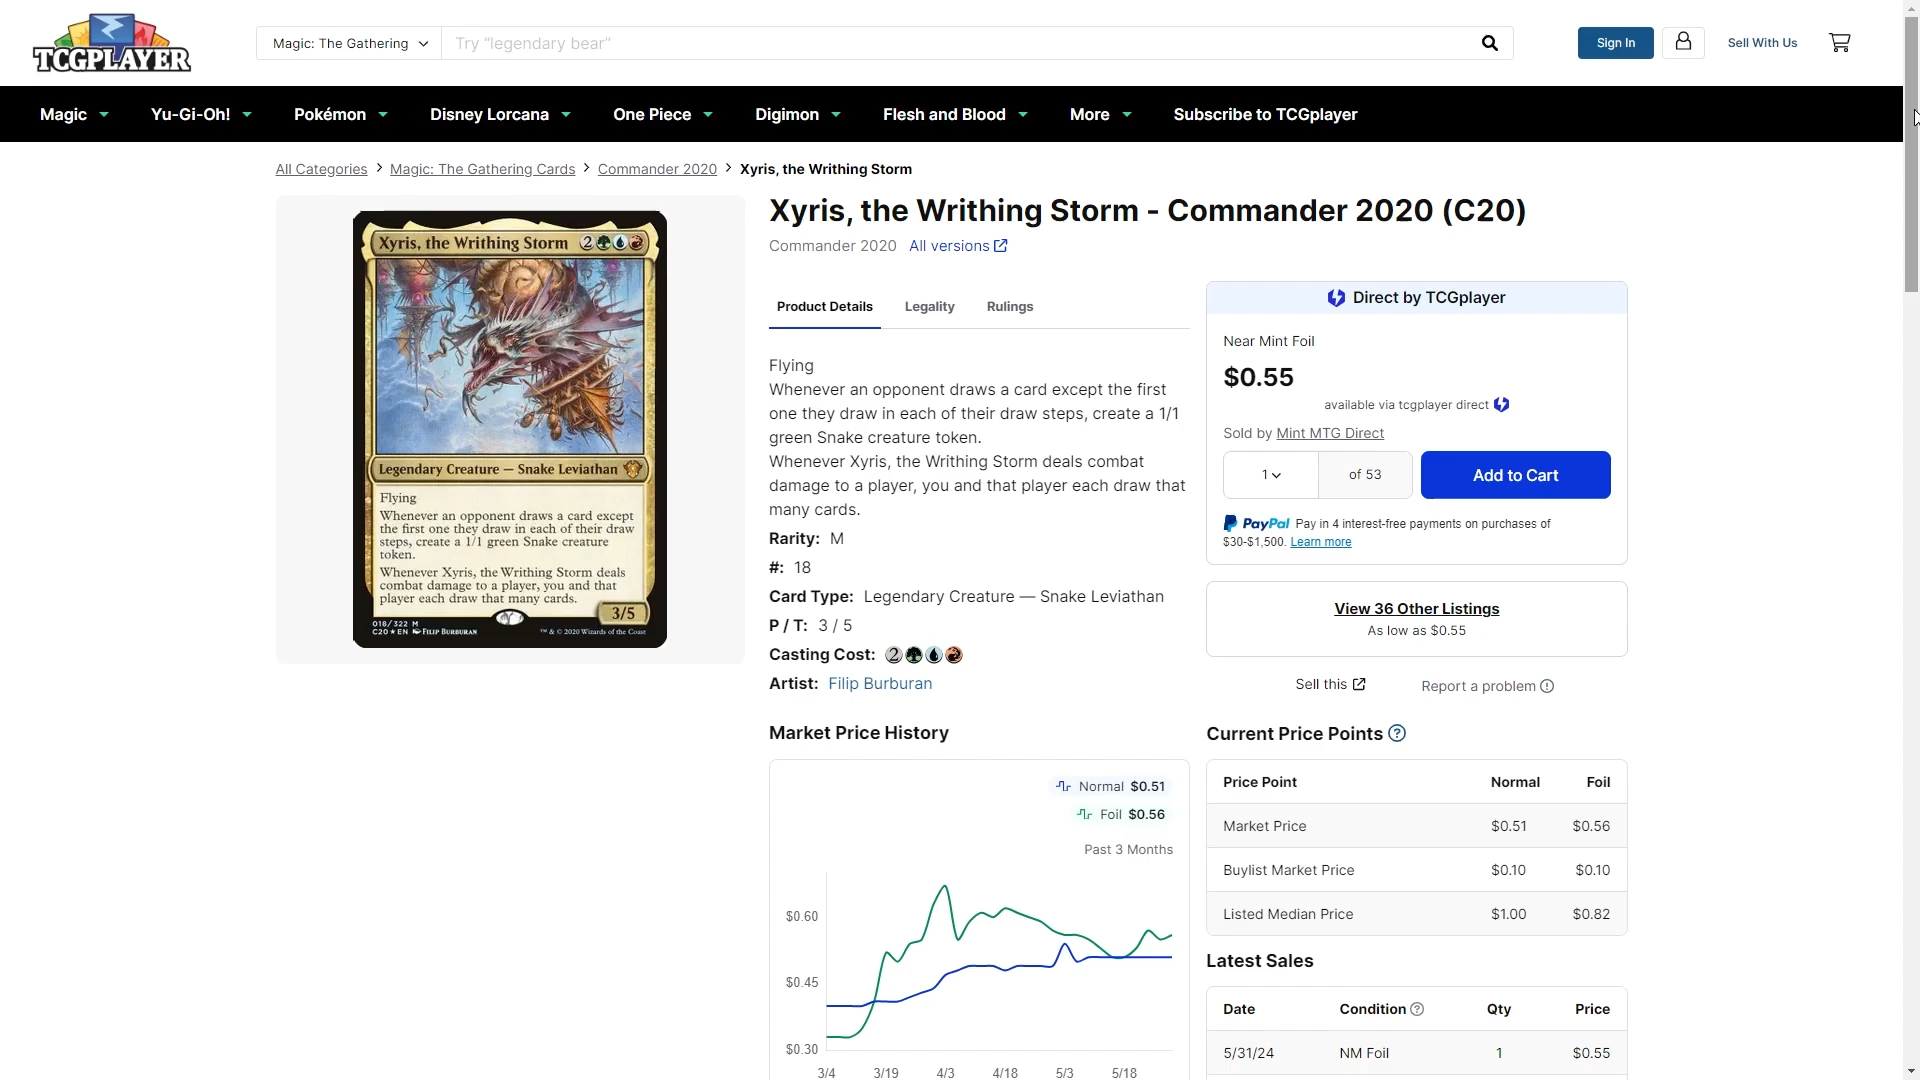 TCGPLAYER
Magic: The Gathering
Try "legendary bear"
Sign In
Sell With Us
Magic
Yu-Gi-Oh!
Pokémon
Disney Lorcana
One Piece
Digimon
Flesh and Blood
More
Subscribe to TCGplayer
All Categories > Magic: The Gathering Cards > Commander 2020 > Xyris, the Writhing Storm
Xyris, the Writhing Storm 2
Legendary Creature — Snake Leviathan
Flying
Whenever an opponent draws a card except
the first one they draw in each of their draw
steps, create a 1/1 green Snake creature
token.
Whenever Xyris, the Writhing Storm deals
combat damage to a player, you and that
player each draw that many cards.
3/5
018/322 M
C20 ★ EN FILIP BURBURAN
™ & © 2020 Wizards of the Coast
Xyris, the Writhing Storm - Commander 2020 (C20)
Commander 2020 All versions
Product Details
Legality
Rulings
Flying
Whenever an opponent draws a card except the first
one they draw in each of their draw steps, create a 1/1
green Snake creature token.
Whenever Xyris, the Writhing Storm deals combat
damage to a player, you and that player each draw that
many cards.
Rarity: M
#: 18
Card Type: Legendary Creature — Snake Leviathan
P / T: 3 / 5
Casting Cost: 2
Artist: Filip Burburan
Direct by TCGplayer
Near Mint Foil
$0.55
available via tcgplayer direct
Sold by Mint MTG Direct
1
of 53
Add to Cart
PayPal Pay in 4 interest-free payments on purchases of
$30-$1,500. Learn more
View 36 Other Listings
As low as $0.55
Sell this
Report a problem
Market Price History
Normal $0.51
Foil $0.56
Past 3 Months
$0.60
$0.45
$0.30
3/4 3/19 4/3 4/18 5/3 5/18
Current Price Points ?
Price Point Normal Foil
Market Price $0.51 $0.56
Buylist Market Price $0.10 $0.10
Listed Median Price $1.00 $0.82
Latest Sales
Date Condition ? Qty Price
5/31/24 NM Foil 1 $0.55